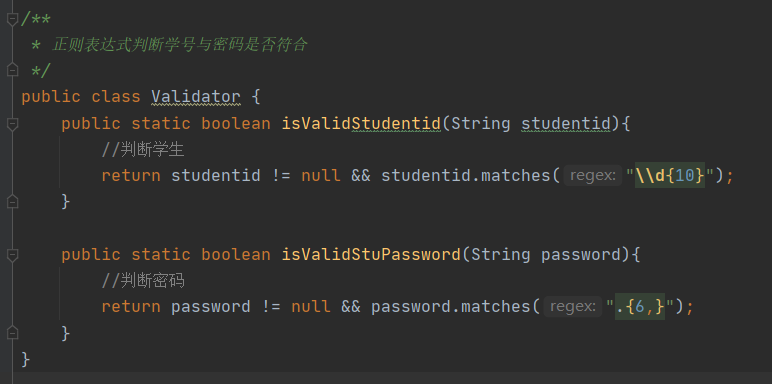 /**
 * 正则表达式判断学号与密码是否符合
 */
public class Validator {
    public static boolean isValidStudentid(String studentid){
        //判断学生
        return studentid != null && studentid.matches( regex: "\\d{10}");
    }
    public static boolean isValidStuPassword(String password){
        //判断密码
        return password != null && password.matches( regex: ".{6,}");
    }
}